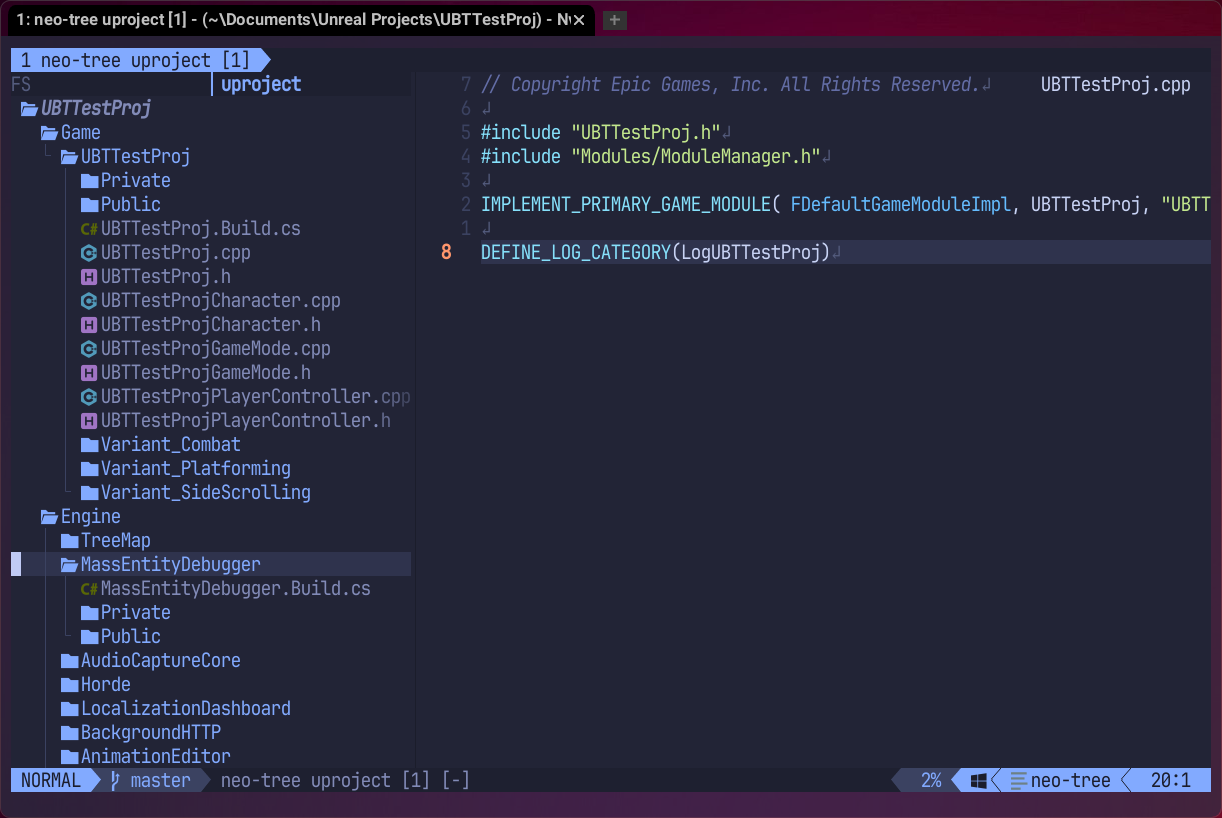 1: neo-tree uproject [1] - (~\Documents\Unreal Projects\UBTTestProj) - N
1 neo-tree uproject [1]
FS uproject
UBTTestProj
Game
UBTTestProj
Private
Public
C# UBTTestProj.Build.cs
UBTTestProj.cpp
H UBTTestProj.h
UBTTestProjCharacter.cpp
H UBTTestProjCharacter.h
UBTTestProjGameMode.cpp
H UBTTestProjGameMode.h
UBTTestProjPlayerController.cpp
H UBTTestProjPlayerController.h
Variant_Combat
Variant_Platforming
Variant_SideScrolling
Engine
TreeMap
MassEntityDebugger
C# MassEntityDebugger.Build.cs
Private
Public
AudioCaptureCore
Horde
LocalizationDashboard
BackgroundHTTP
AnimationEditor
7 // Copyright Epic Games, Inc. All Rights Reserved.↲ UBTTestProj.cpp
6 ↲
5 #include "UBTTestProj.h"↲
4 #include "Modules/ModuleManager.h"↲
3 ↲
2 IMPLEMENT_PRIMARY_GAME_MODULE( FDefaultGameModuleImpl, UBTTestProj, "UBTT
1 ↲
8 DEFINE_LOG_CATEGORY(LogUBTTestProj)↲
NORMAL master neo-tree uproject [1] [-] 2% neo-tree 20:1